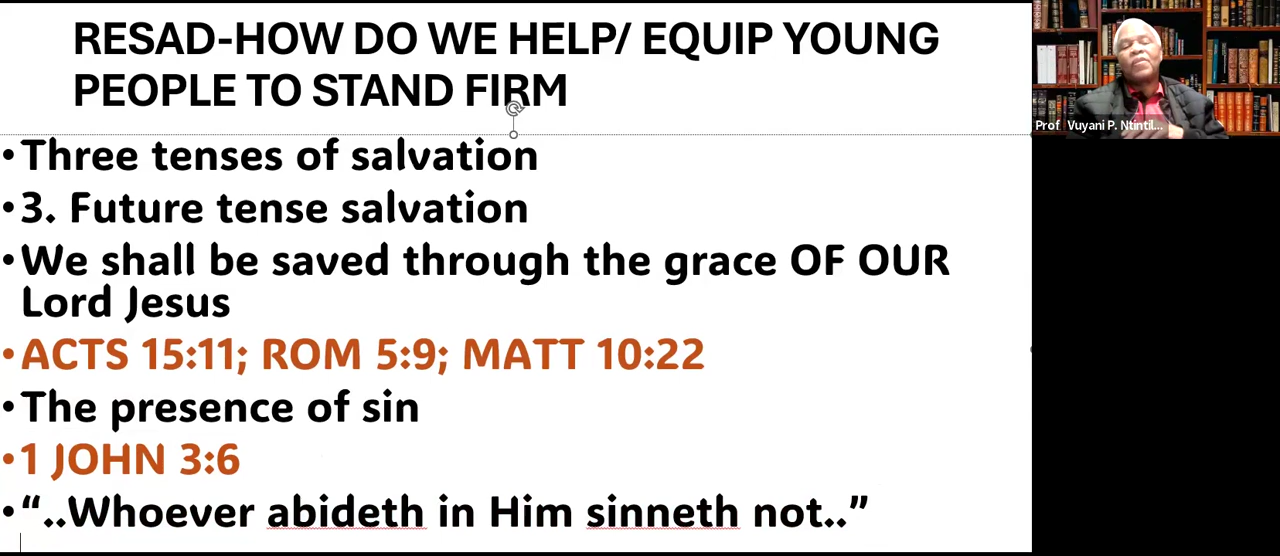 RESAD-HOW DO WE HELP/ EQUIP YOUNG
PEOPLE TO STAND FIRM
•Three tenses of salvation
•3. Future tense salvation
•We shall be saved through the grace OF OUR
Lord Jesus
•ACTS 15:11; ROM 5:9; MATT 10:22
•The presence of sin
•1 JOHN 3:6
•“..Whoever abideth in Him sinneth not..”
Prof Vuyani P. Ntintil...